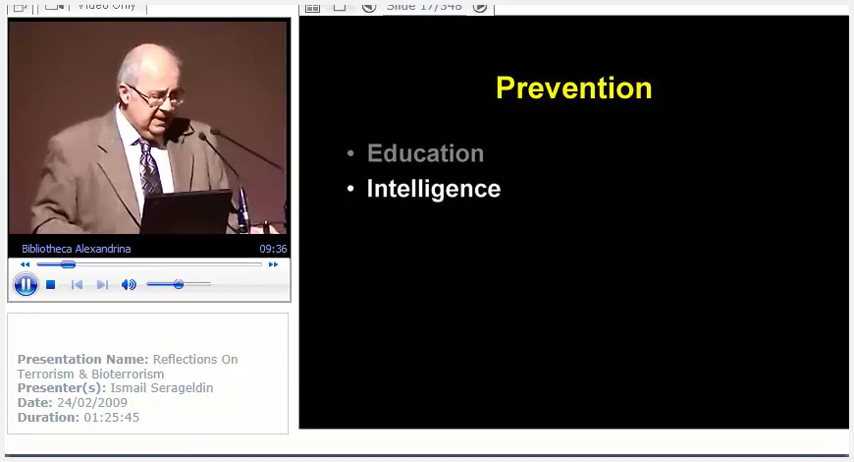 Video Only
Slide 17/348
Prevention
• Education
• Intelligence
Bibliotheca Alexandrina 09:36
Presentation Name: Reflections On
Terrorism & Bioterrorism
Presenter(s): Ismail Serageldin
Date: 24/02/2009
Duration: 01:25:45